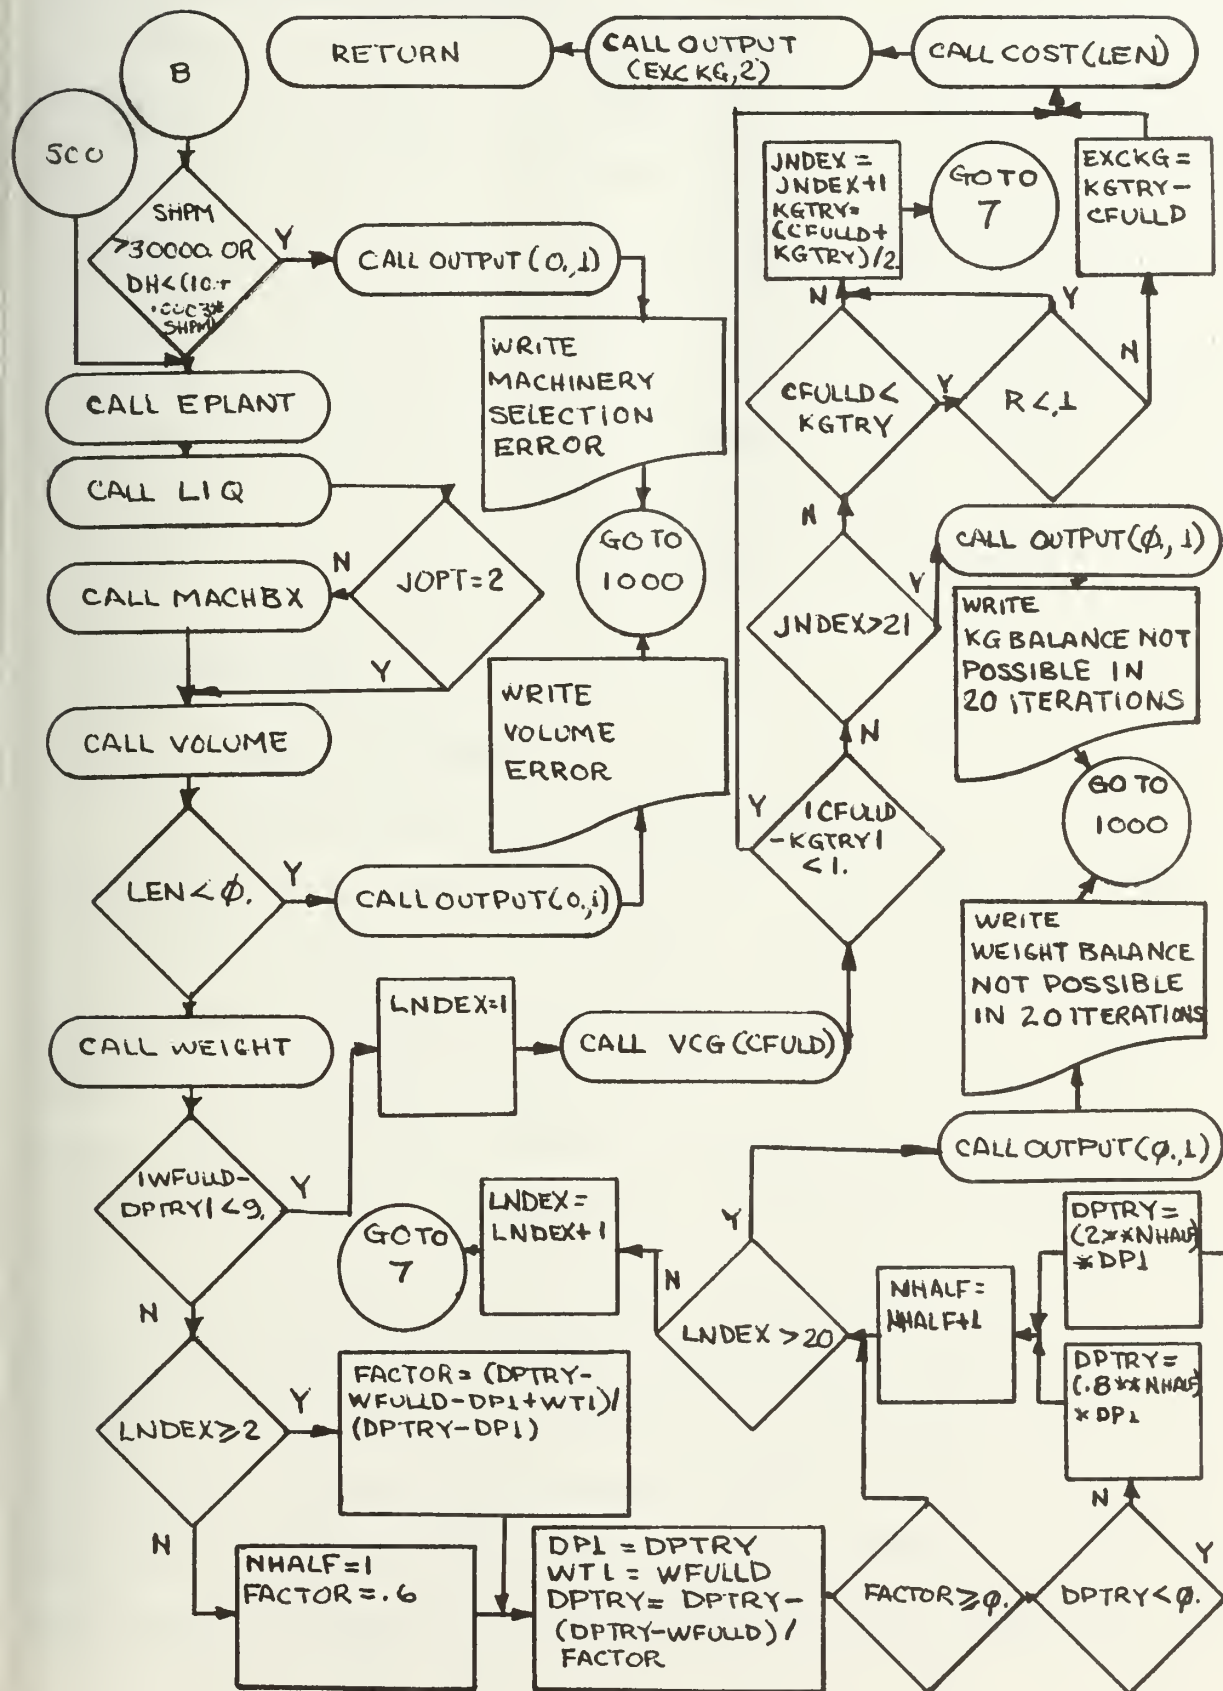 B
RETURN
CALL OUTPUT
(EXCKG,2)
CALL COST(LEN)
SHPM
>30000. OR
DH<(10.+
SHPM)
Y
CALL OUTPUT (0.,1)
WRITE
MACHINERY
SELECTION
ERROR
GO TO
1000
CALL EPLANT
CALL LIQ
JOPT=2
N
CALL MACHBX
Y
CALL VOLUME
LEN<Ø.
Y
CALL OUTPUT(0.,1)
WRITE
VOLUME
ERROR
CALL WEIGHT
|WFULLD-
DPTRY|<9.
Y
LNDEX=1
CALL VCG(CFULD)
N
LNDEX≥2
Y
FACTOR=(DPTRY-
WFULLD-DP1+WT1)/
(DPTRY-DP1)
N
NHALF=1
FACTOR=.6
DP1=DPTRY
WT1=WFULLD
DPTRY=DPTRY-
(DPTRY-WFULLD)/
FACTOR
FACTOR≥Ø.
DPTRY<Ø.
N
Y
DPTRY=
(.8**NHALF)
*DP1
DPTRY=
(2**NHALF)
*DP1
NHALF=
NHALF+1
LNDEX>20
N
Y
LNDEX=
LNDEX+1
GO TO
7
CALL OUTPUT(Ø.,1)
WRITE
WEIGHT BALANCE
NOT POSSIBLE
IN 20 ITERATIONS
GO TO
1000
|CFULLD
-KGTRY|
<1.
Y
N
JNDEX>21
Y
N
CALL OUTPUT(Ø.,1)
WRITE
KG BALANCE NOT
POSSIBLE IN
20 ITERATIONS
CFULLD<
KGTRY
Y
N
R<.1
Y
N
JNDEX=
JNDEX+1
KGTRY=
(CFULLD+
KGTRY)/2
GO TO
7
EXCKG=
KGTRY-
CFULLD